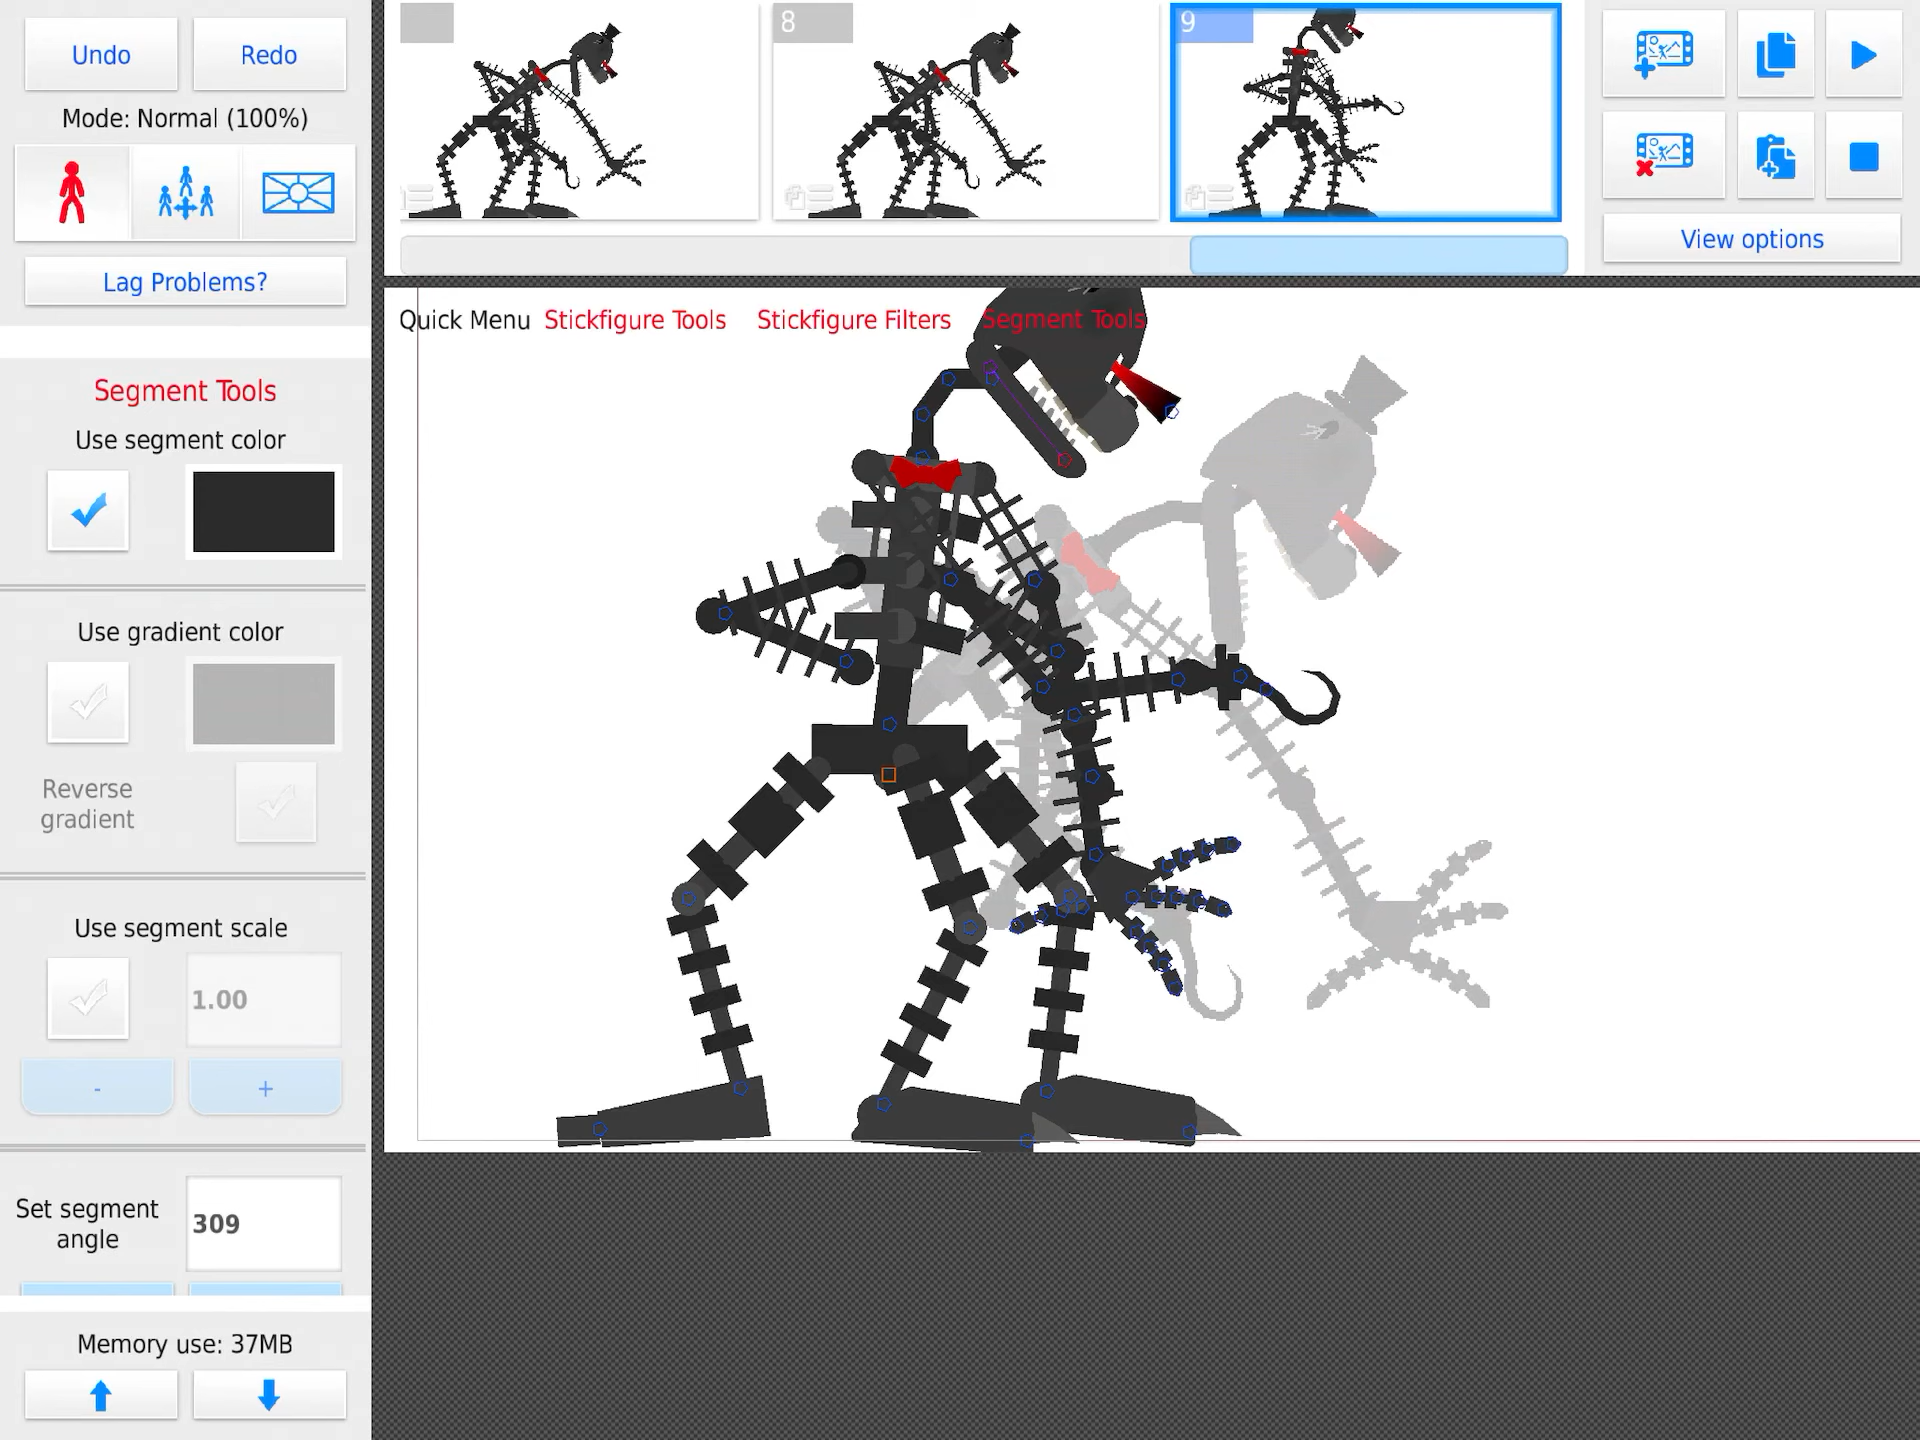 Undo
Redo
Mode: Normal (100%)
Lag Problems?
8
9
View options
Quick Menu
Stickfigure Tools
Stickfigure Filters
Segment Tools
Segment Tools
Use segment color
Use gradient color
Reverse
gradient
Use segment scale
1.00
-
+
Set segment
angle
309
Memory use: 37MB